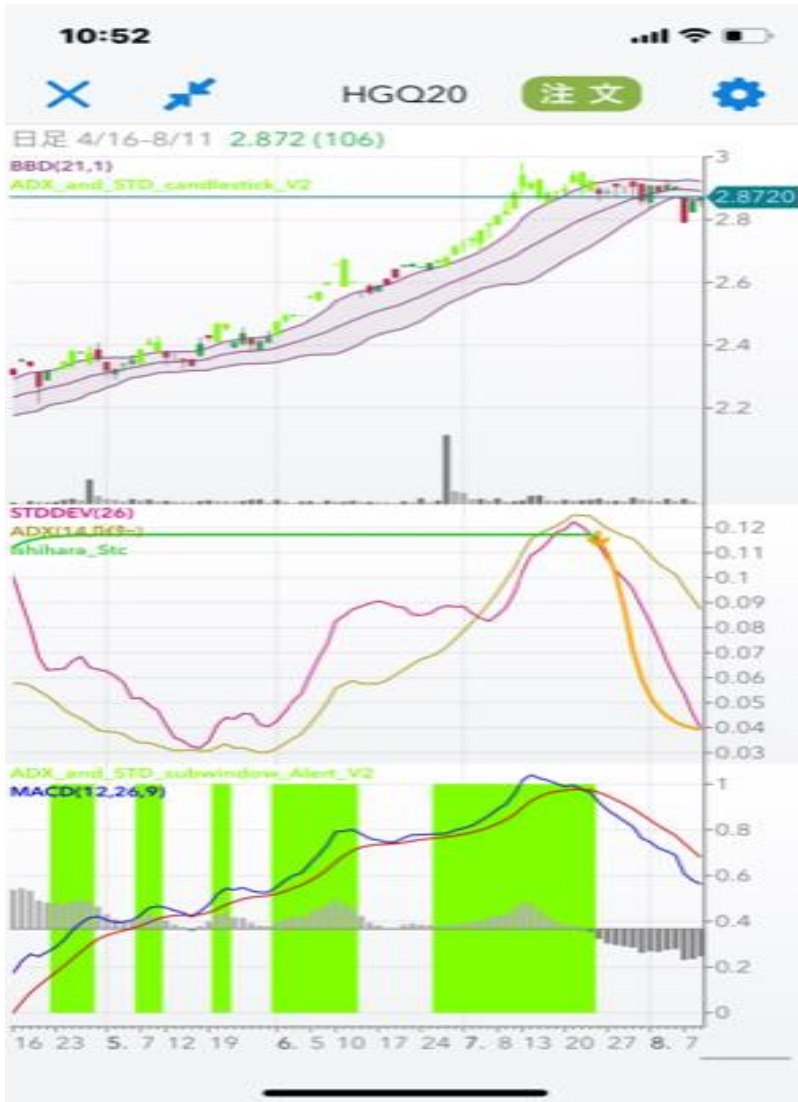 10:52
HGQ20 注文
日足 4/16-8/11 2.872 (106)
BBD(21,1)
ADX_and_STD_candlestick_V2
3
2.8720
2.8
2.6
2.4
2.2
STDDEV(26)
ADX(14,
Ishihara_Stc
0.12
0.11
0.1
0.09
0.08
0.07
0.06
0.05
0.04
0.03
ADX_and_STD_subwindow_Alert_V2
MACD(12,26,9)
1
0.8
0.6
0.4
0.2
0
16 23 5. 7 12 19 6. 5 10 17 24 7. 8 13 20 27 8. 7